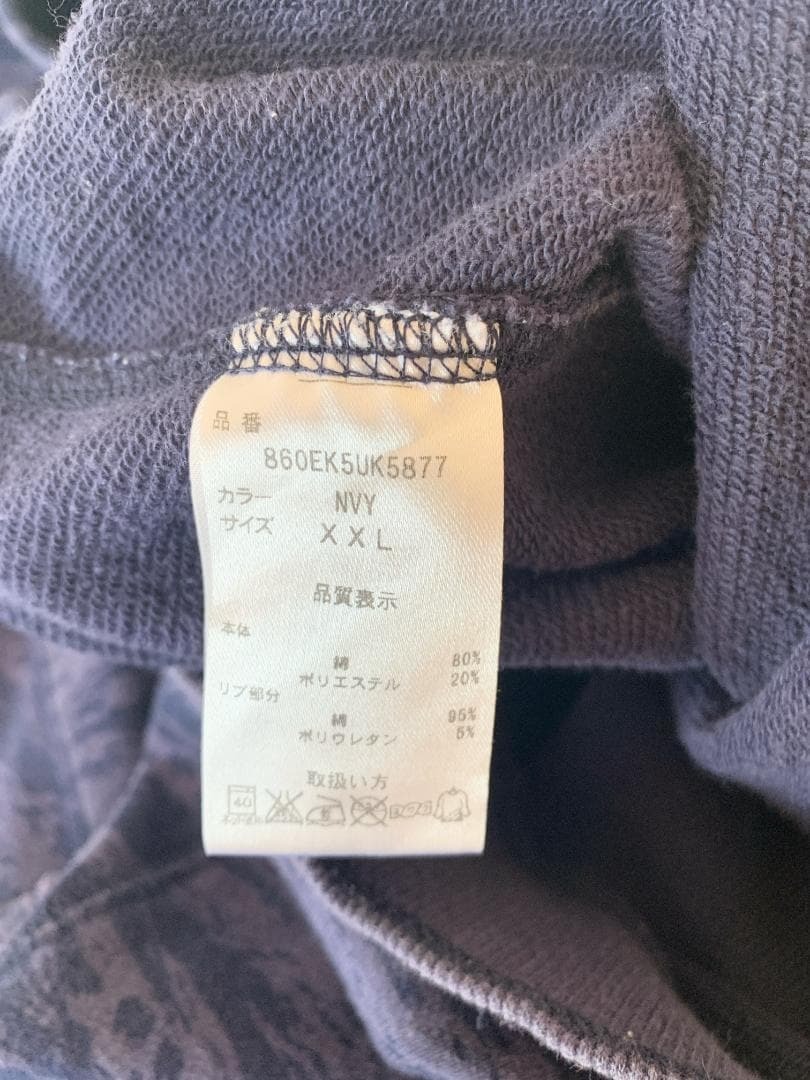 品番
860EK5UK5877
カラー NVY
サイズ XXL
品質表示
本体
綿 80%
ポリエステル 20%
リブ部分
綿 95%
ポリウレタン 5%
取扱い方
40